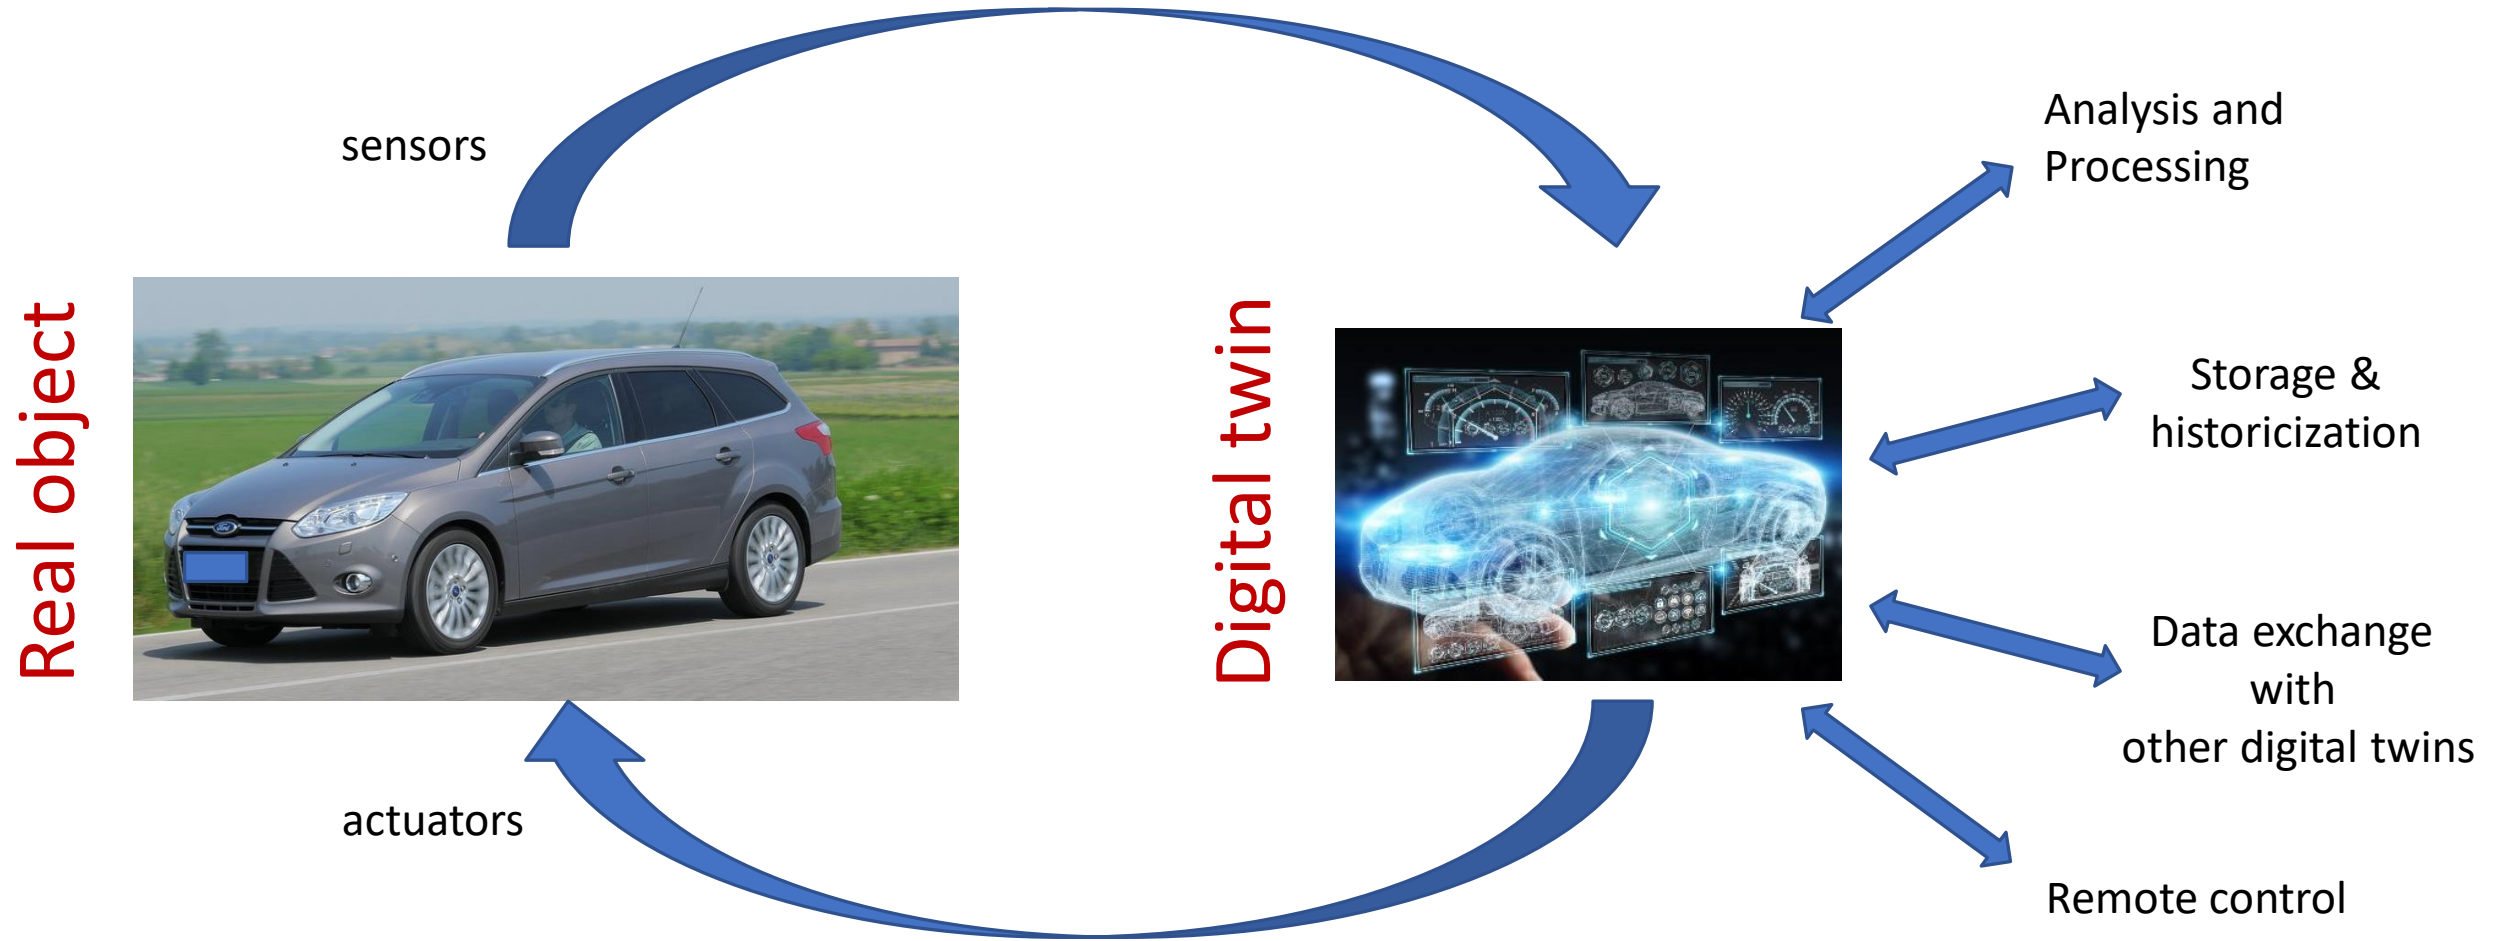 sensors
Real object
actuators
Digital twin
Analysis and
Processing
Storage &
historicization
Data exchange
with
other digital twins
Remote control
Ford